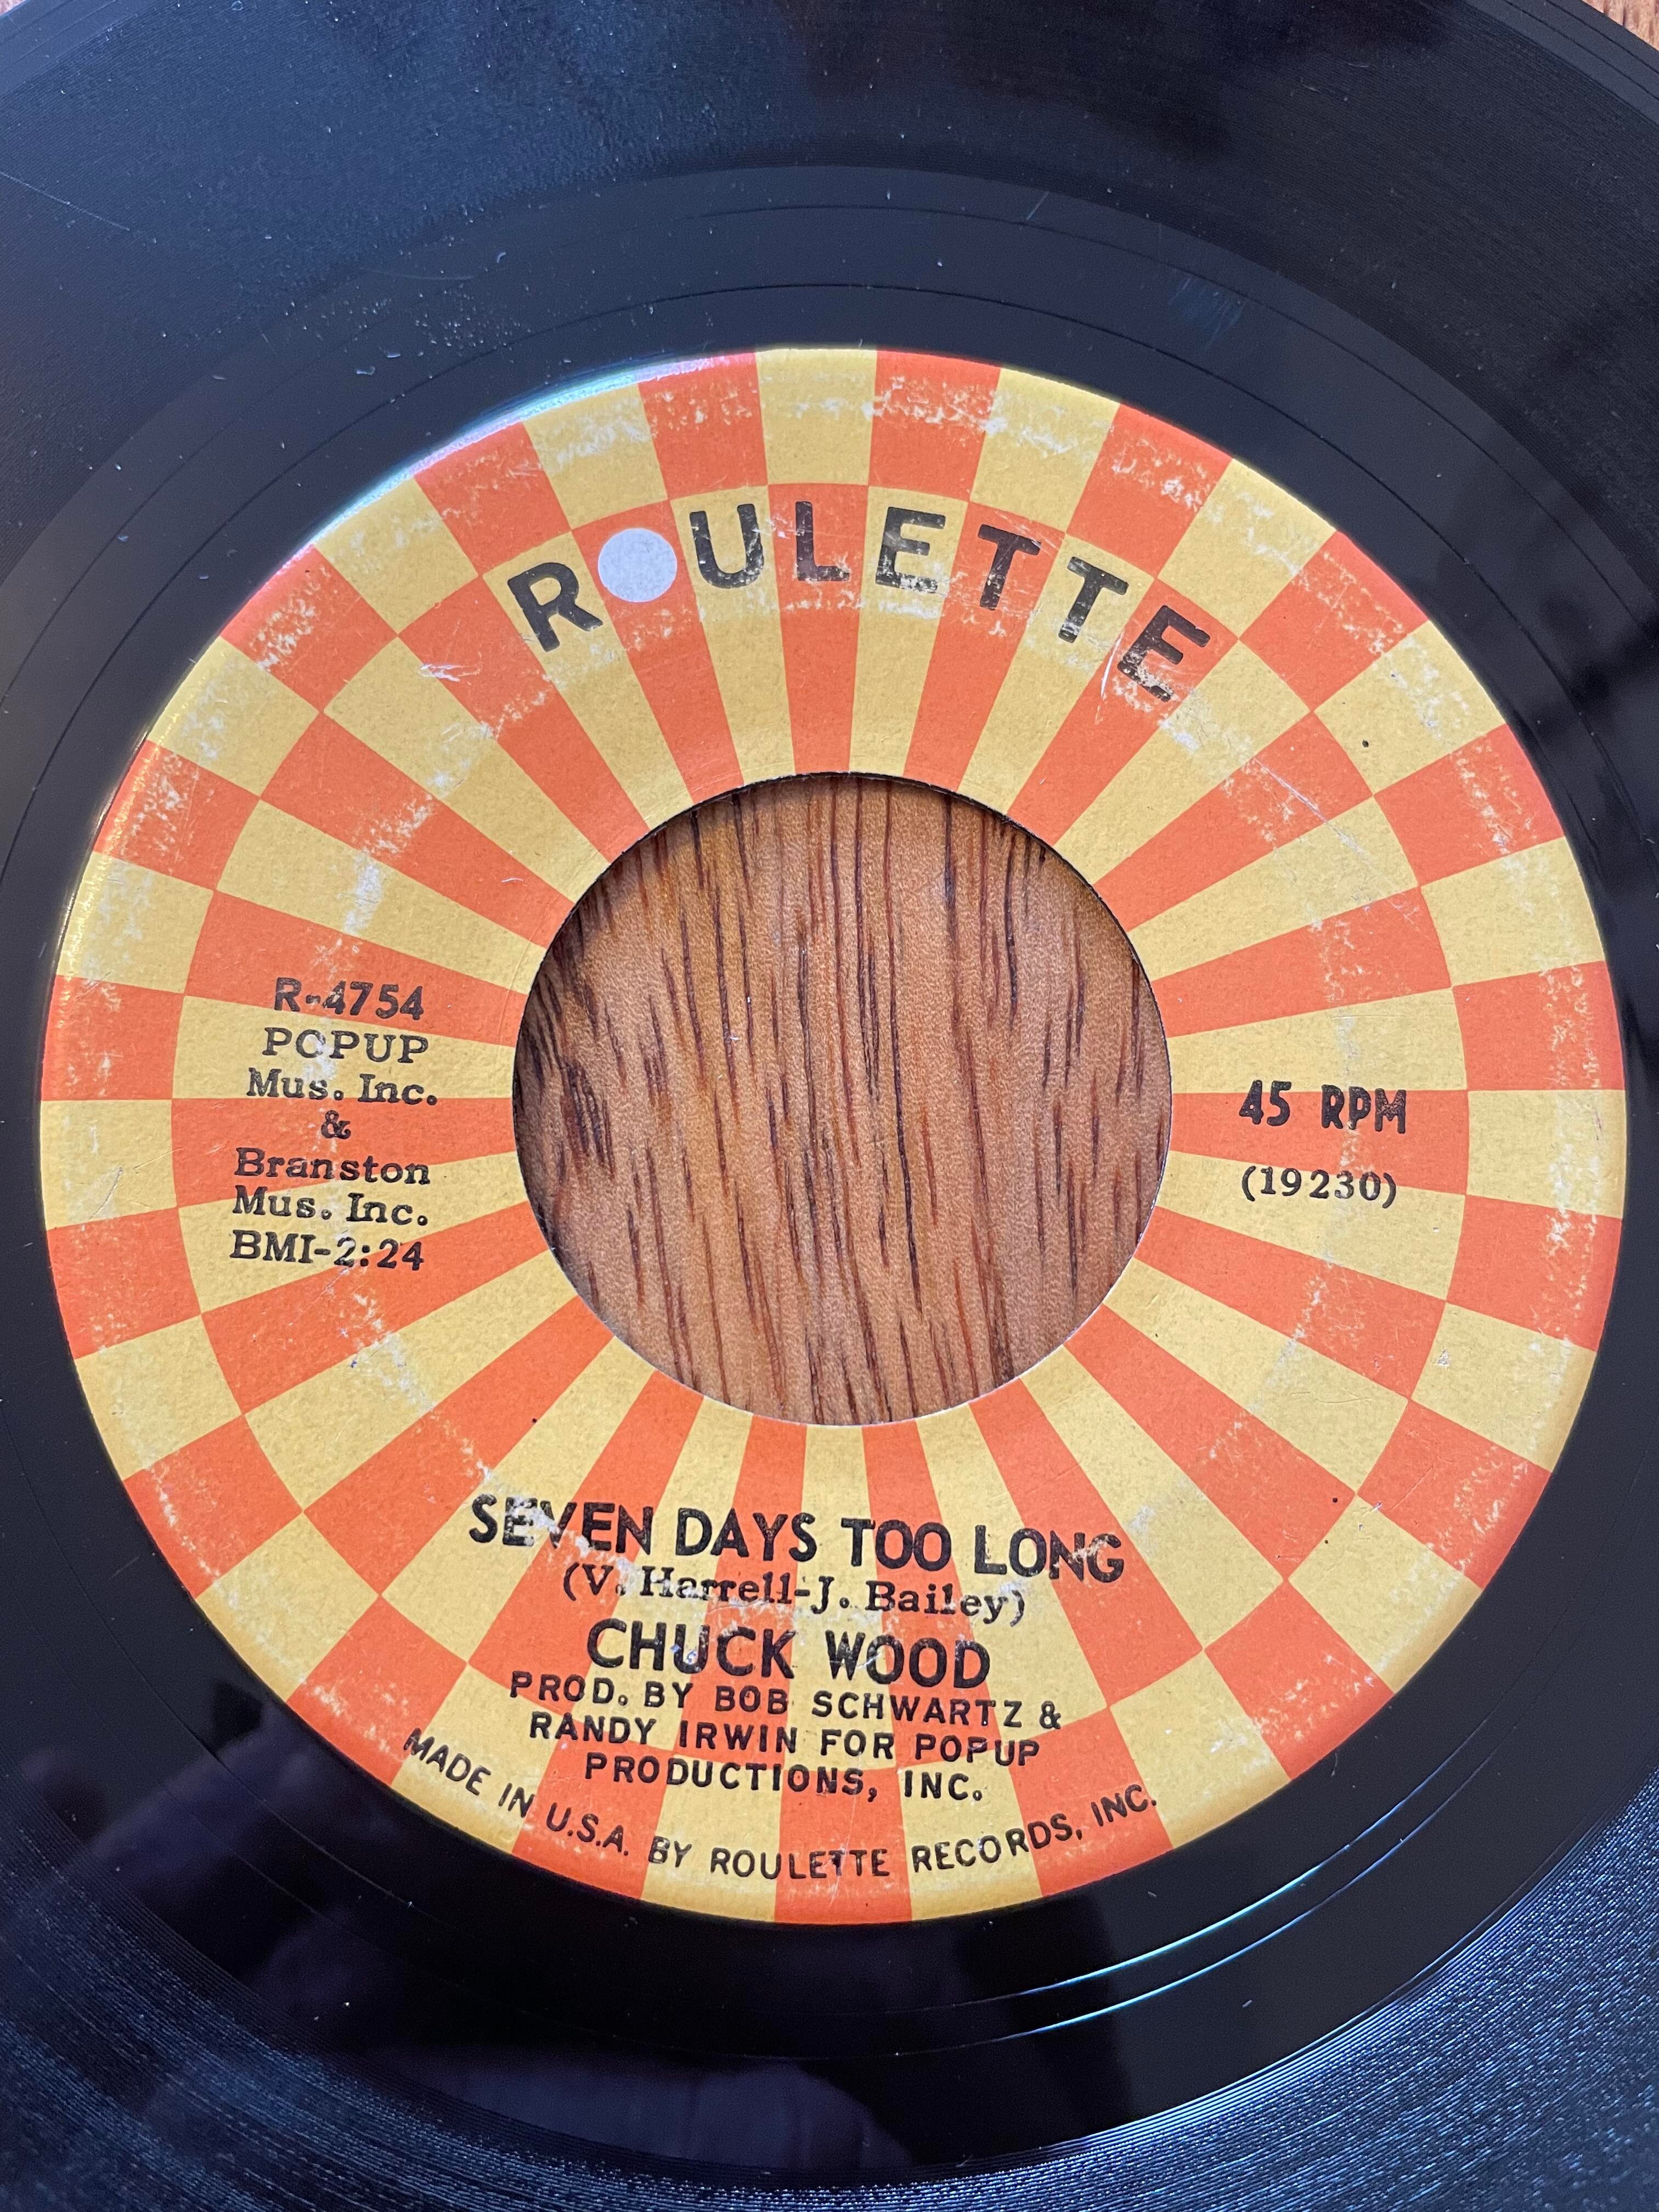 ROULETTE
R-4754
POPUP
Mus. Inc.
&
Branston
Mus. Inc.
BMI-2:24
45 RPM
(19230)
SEVEN DAYS TOO LONG
(V. Harrell-J. Bailey)
CHUCK WOOD
PROD. BY BOB SCHWARTZ &
RANDY IRWIN FOR POPUP
PRODUCTIONS, INC.
MADE IN U.S.A. BY ROULETTE RECORDS, INC.